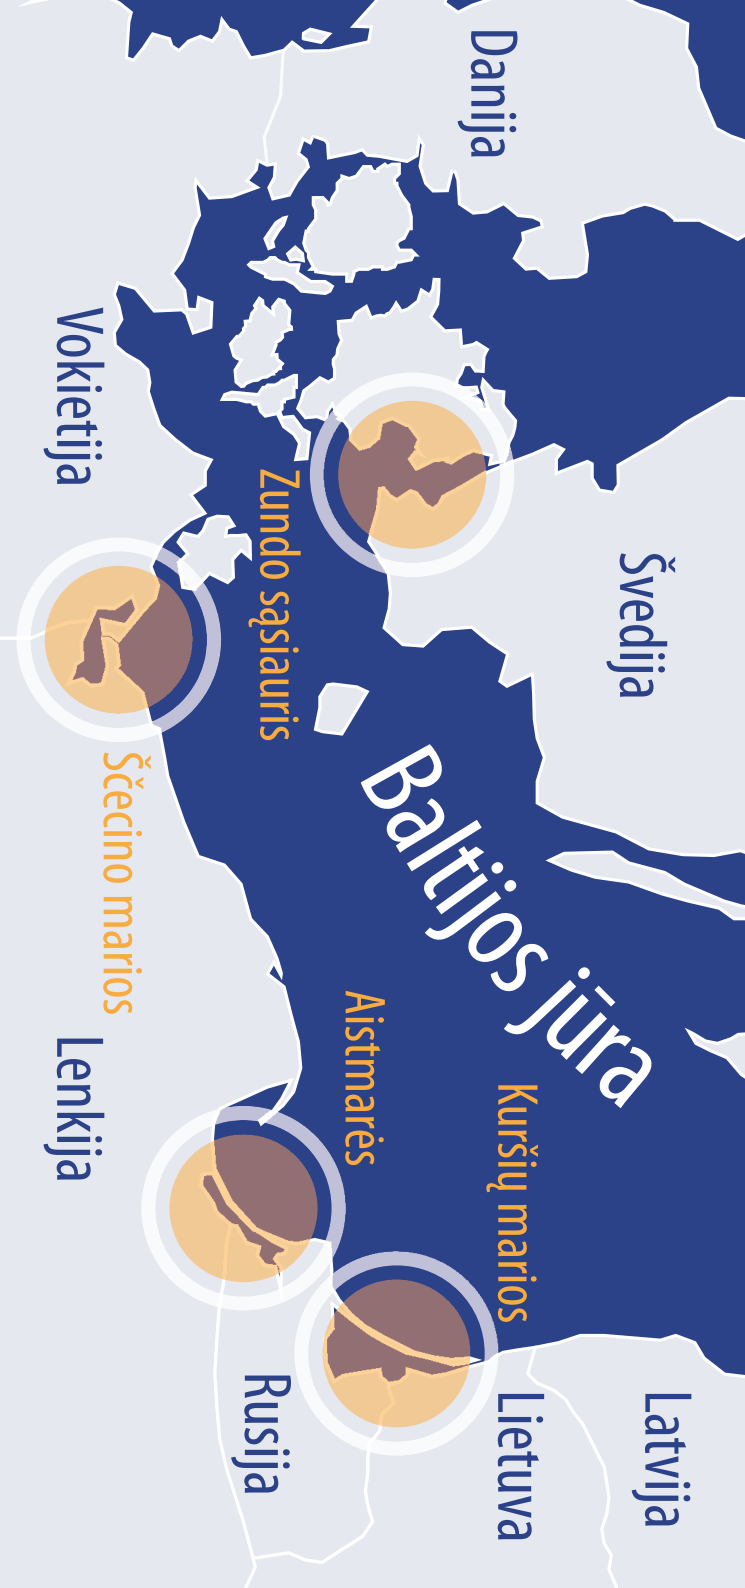 Danija
Švedija
Latvija
Baltijos jūra
Zundo sąsiauris
Kuršių marios
Lietuva
Aistmarės
Vokietija
Ščecino marios
Rusija
Lenkija